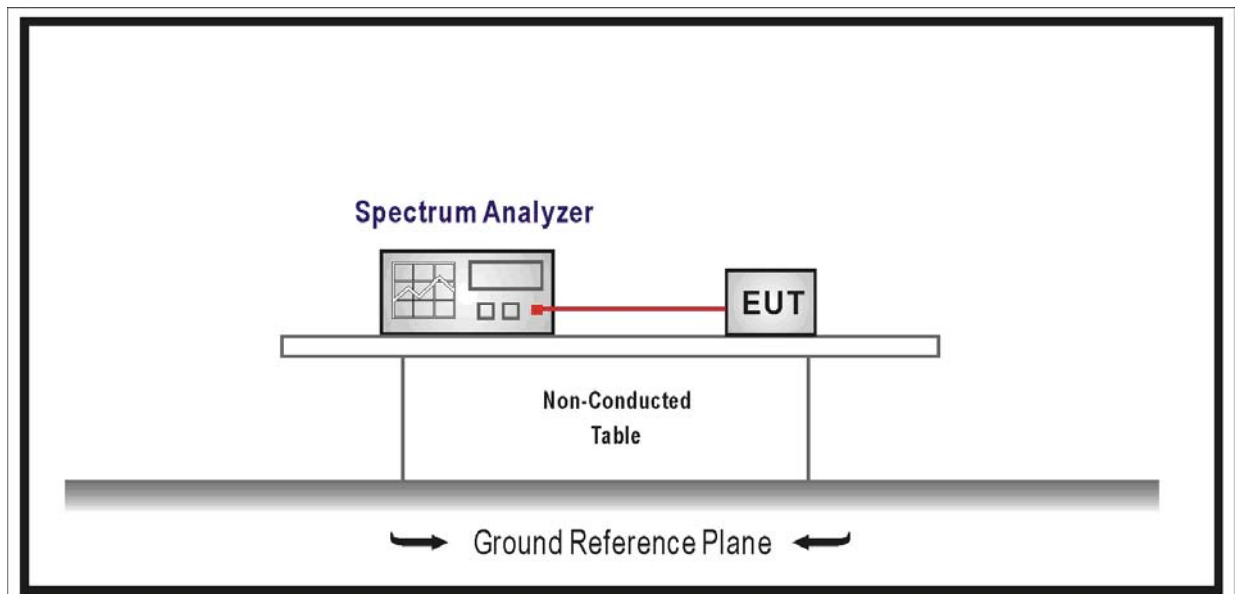 Spectrum Analyzer
EUT
Non-Conducted
Table
Ground Reference Plane